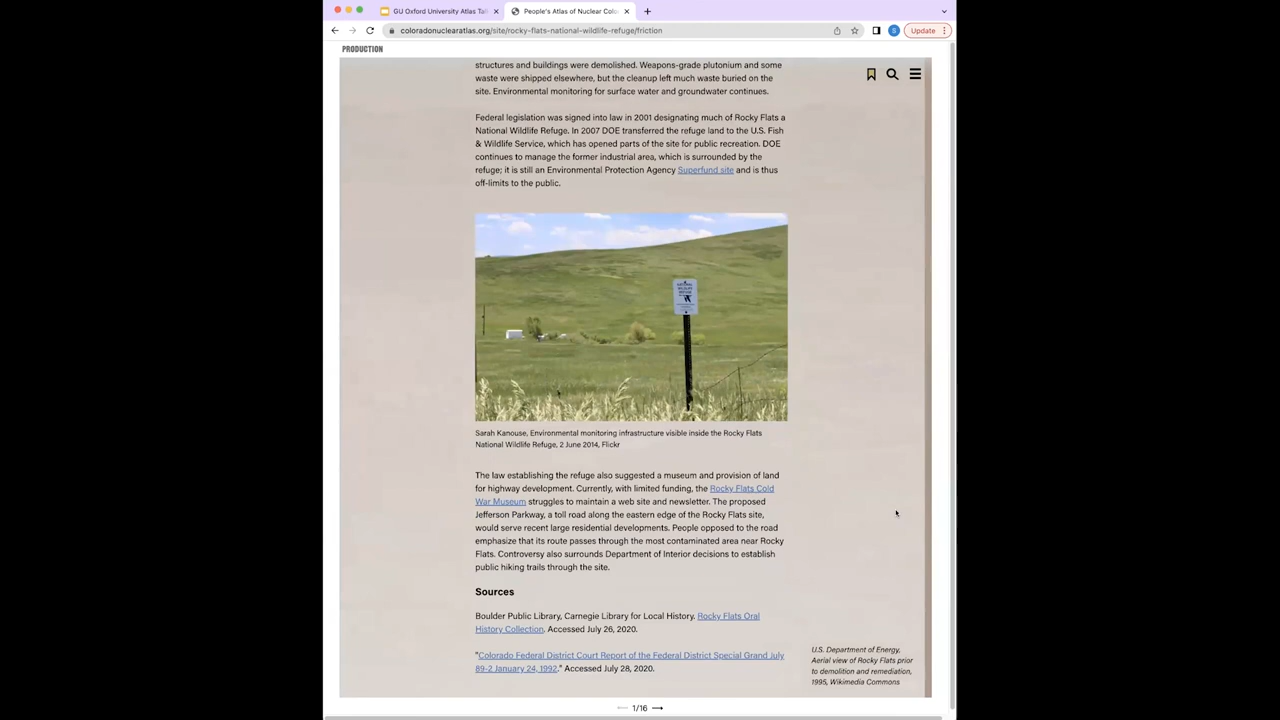 GU Oxford University Atlas Tal
People's Atlas of Nuclear Colo
coloradonuclearatlas.org/site/rocky-flats-national-wildlife-refuge/friction
S
Update
PRODUCTION
structures and buildings were demolished. Weapons-grade plutonium and some
waste were shipped elsewhere, but the cleanup left much waste buried on the
site. Environmental monitoring for surface water and groundwater continues.
Federal legislation was signed into law in 2001 designating much of Rocky Flats a
National Wildlife Refuge. In 2007 DOE transferred the refuge land to the U.S. Fish
& Wildlife Service, which has opened parts of the site for public recreation. DOE
continues to manage the former industrial area, which is surrounded by the
refuge; it is still an Environmental Protection Agency Superfund site and is thus
off-limits to the public.
NATIONAL
WILDLIFE
REFUGE
Sarah Kanouse, Environmental monitoring infrastructure visible inside the Rocky Flats
National Wildlife Refuge, 2 June 2014, Flickr
The law establishing the refuge also suggested a museum and provision of land
for highway development. Currently, with limited funding, the Rocky Flats Cold
War Museum struggles to maintain a web site and newsletter. The proposed
Jefferson Parkway, a toll road along the eastern edge of the Rocky Flats site,
would serve recent large residential developments. People opposed to the road
emphasize that its route passes through the most contaminated area near Rocky
Flats. Controversy also surrounds Department of Interior decisions to establish
public hiking trails through the site.
Sources
Boulder Public Library, Carnegie Library for Local History. Rocky Flats Oral
History Collection. Accessed July 26, 2020.
"Colorado Federal District Court Report of the Federal District Special Grand July
89-2 January 24, 1992." Accessed July 28, 2020.
U.S. Department of Energy,
Aerial view of Rocky Flats prior
to demolition and remediation,
1995, Wikimedia Commons
1/16